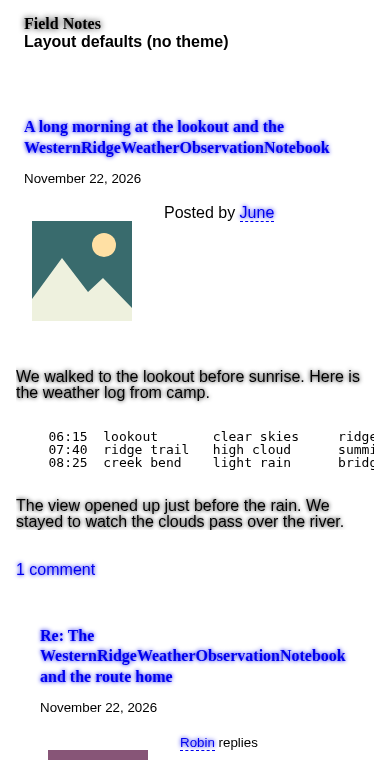 Field Notes
Layout defaults (no theme)
A long morning at the lookout and the
WesternRidgeWeatherObservationNotebook
November 22, 2026
Posted by June
We walked to the lookout before sunrise. Here is
the weather log from camp.
06:15 lookout clear skies ridge
07:40 ridge trail high cloud
08:25 creek bend light rain
The view opened up just before the rain. We
stayed to watch the clouds pass over the river.
1 comment
Re: The
WesternRidgeWeatherObservationNotebook
and the route home
November 22, 2026
Robin replies